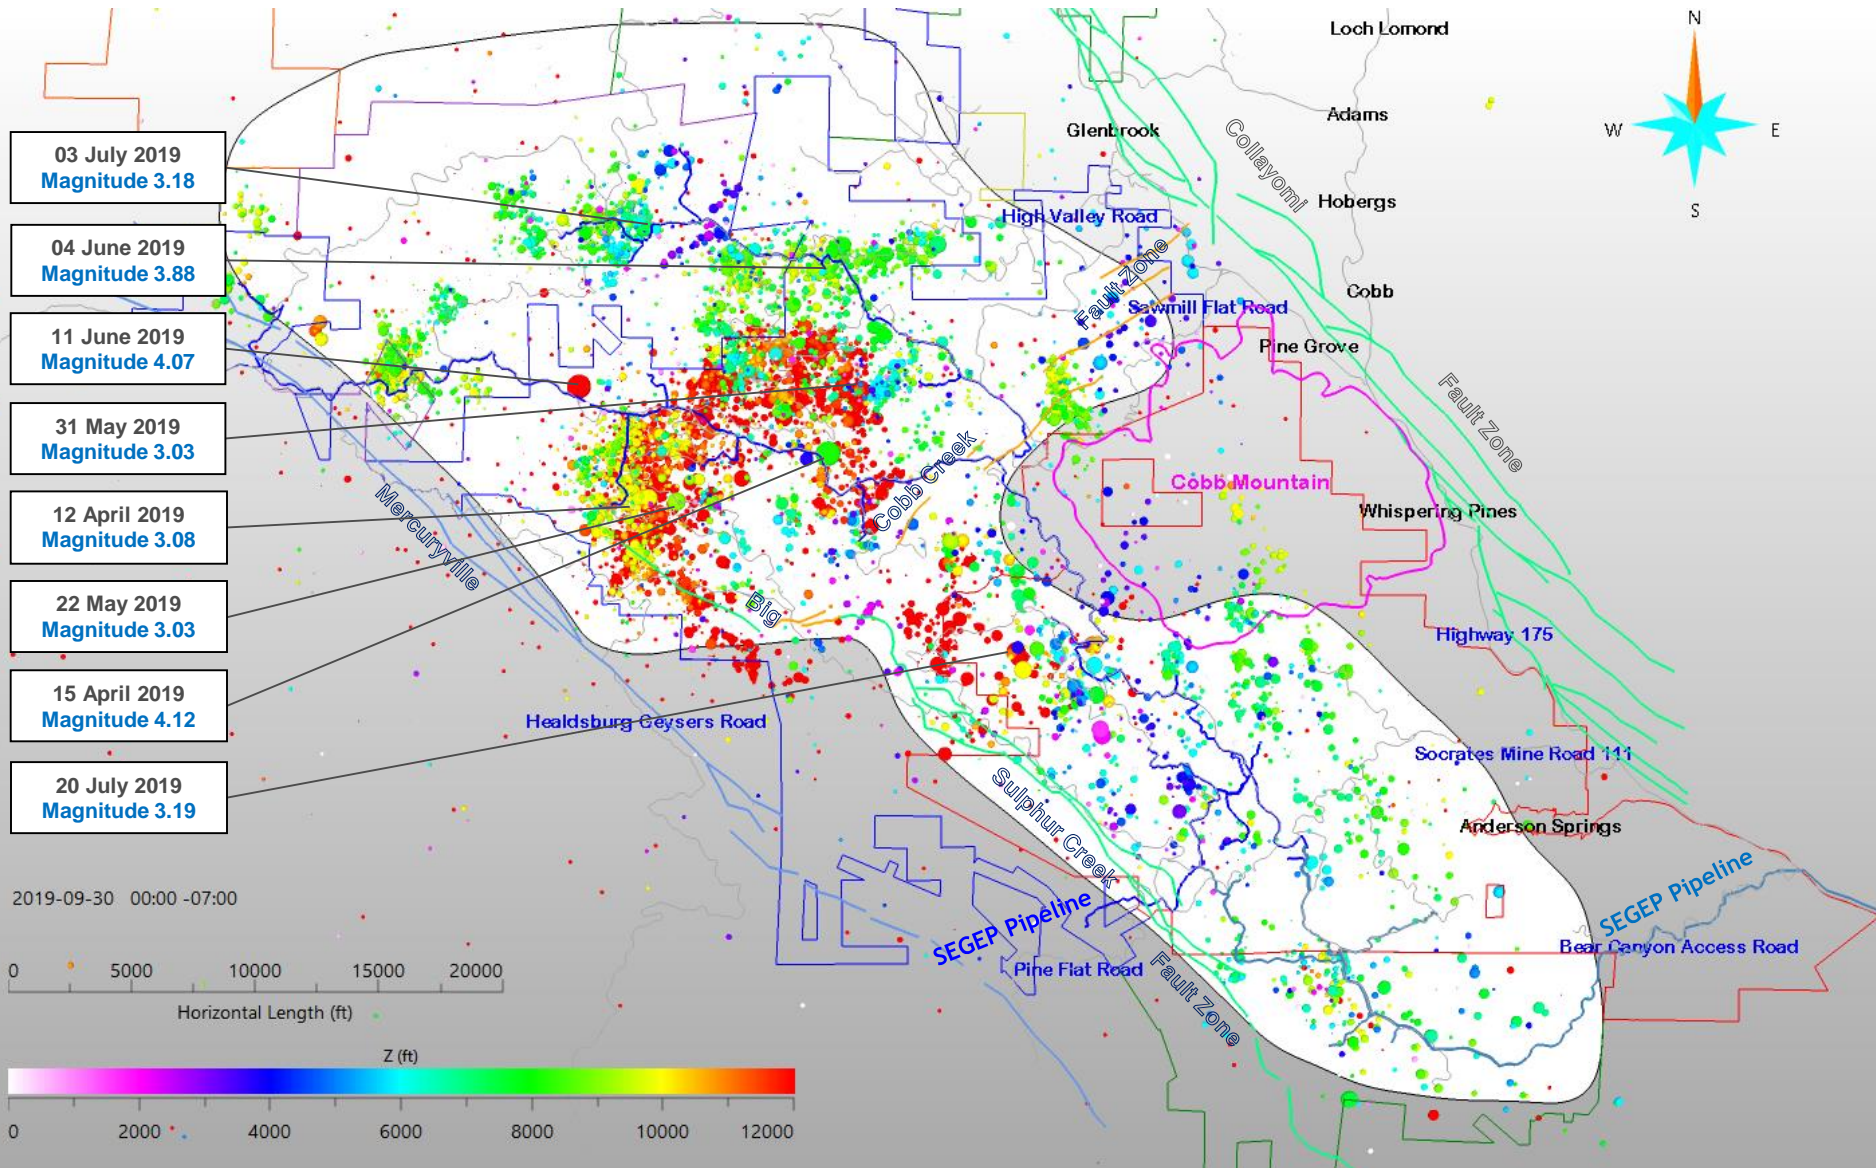 Loch Lomond
N
Adams
Glenbrook
W
E
Collayomi
03 July 2019
Magnitude 3.18
Hobergs
S
High Valley Road
04 June 2019
Magnitude 3.88
Fault Zone
Cobb
Sawmill Flat Road
11 June 2019
Magnitude 4.07
Pine Grove
Fault Zone
31 May 2019
Magnitude 3.03
Cobb Creek
Cobb Mountain
Mercuryville
Whispering Pines
12 April 2019
Magnitude 3.08
22 May 2019
Magnitude 3.03
Big
Highway 175
15 April 2019
Magnitude 4.12
Healdsburg Geysers Road
Socrates Mine Road 111
20 July 2019
Magnitude 3.19
Sulphur Creek
Anderson Springs
SEGEP Pipeline
2019-09-30 00:00 -07:00
SEGEP Pipeline
Bear Canyon Access Road
Pine Flat Road
Fault Zone
0 5000 10000 15000 20000
Horizontal Length (ft)
Z (ft)
0 2000 4000 6000 8000 10000 12000